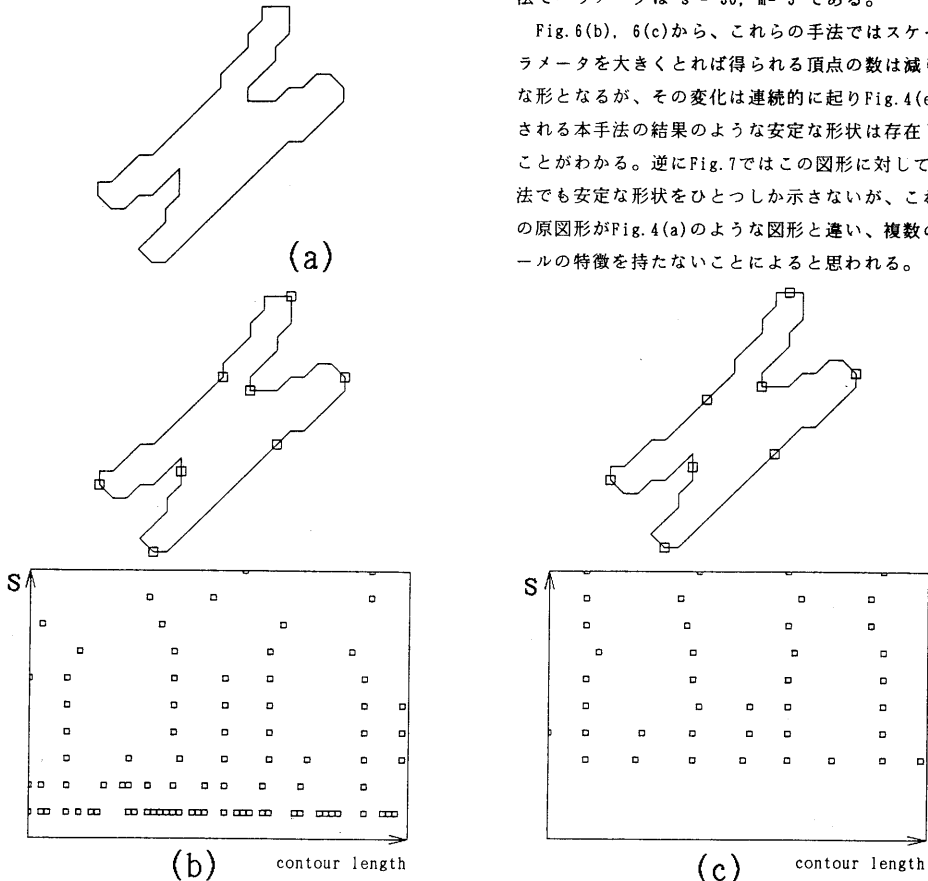 法でパラメータは s = 30, m= 3 である。
Fig.6(b), 6(c)から、これらの手法ではスケー
ラメータを大きくとれば得られる頂点の数は減
な形となるが、その変化は連続的に起りFig.4(e
される本手法の結果のような安定な形状は存在
ことがわかる。逆にFig.7ではこの図形に対して
法でも安定な形状をひとつしか示さないが、これ
の原図形がFig.4(a)のような図形と違い、複数の
ールの特徴を持たないことによると思われる。
(a)
S
(b)
contour length
S
(c)
contour length